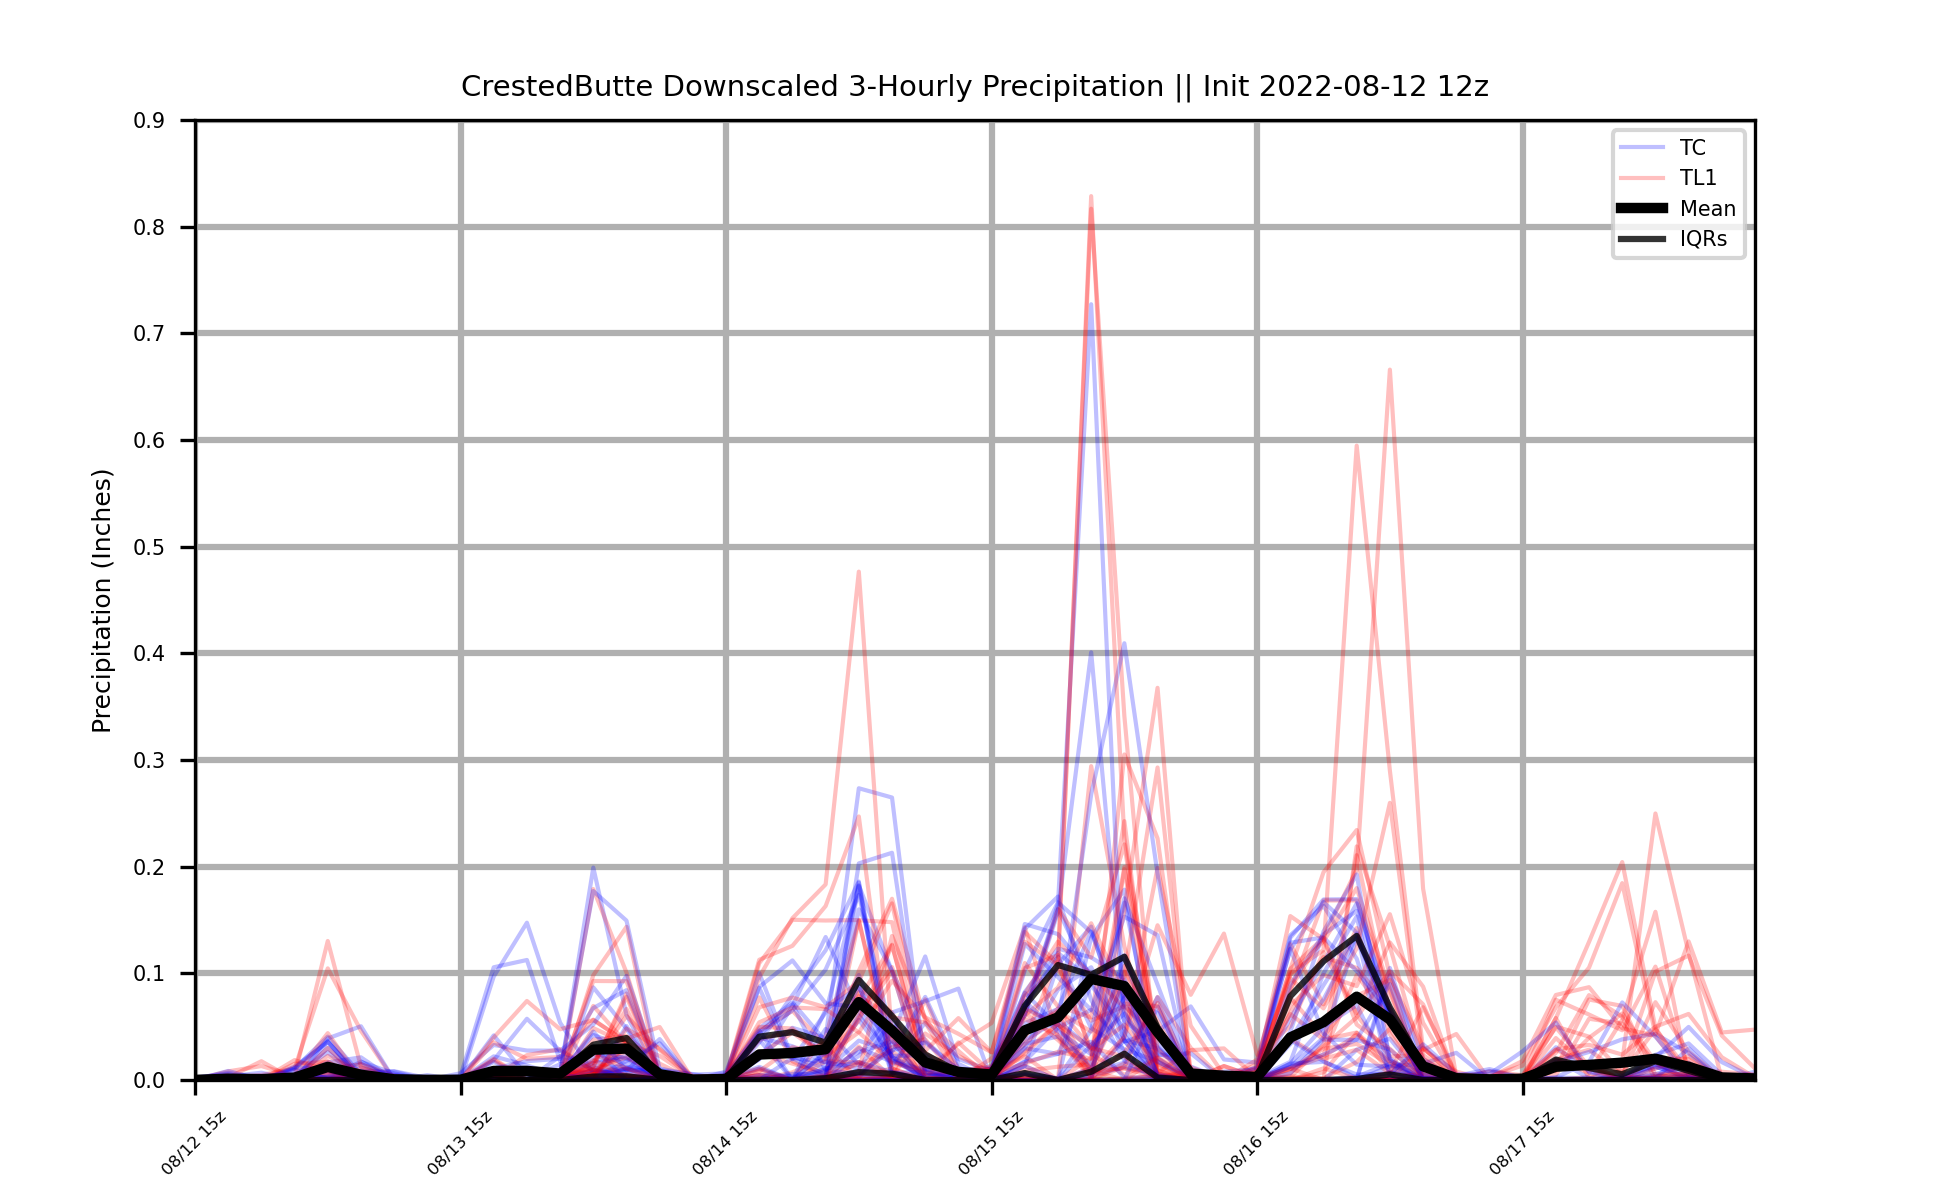 CrestedButte Downscaled 3-Hourly Precipitation || Init 2022-08-12 12z
TC
TL1
Mean
IQRs
Precipitation (Inches)
0.9
0.8
0.7
0.6
0.5
0.4
0.3
0.2
0.1
0.0
08/12 15z
08/13 15z
08/14 15z
08/15 15z
08/16 15z
08/17 15z